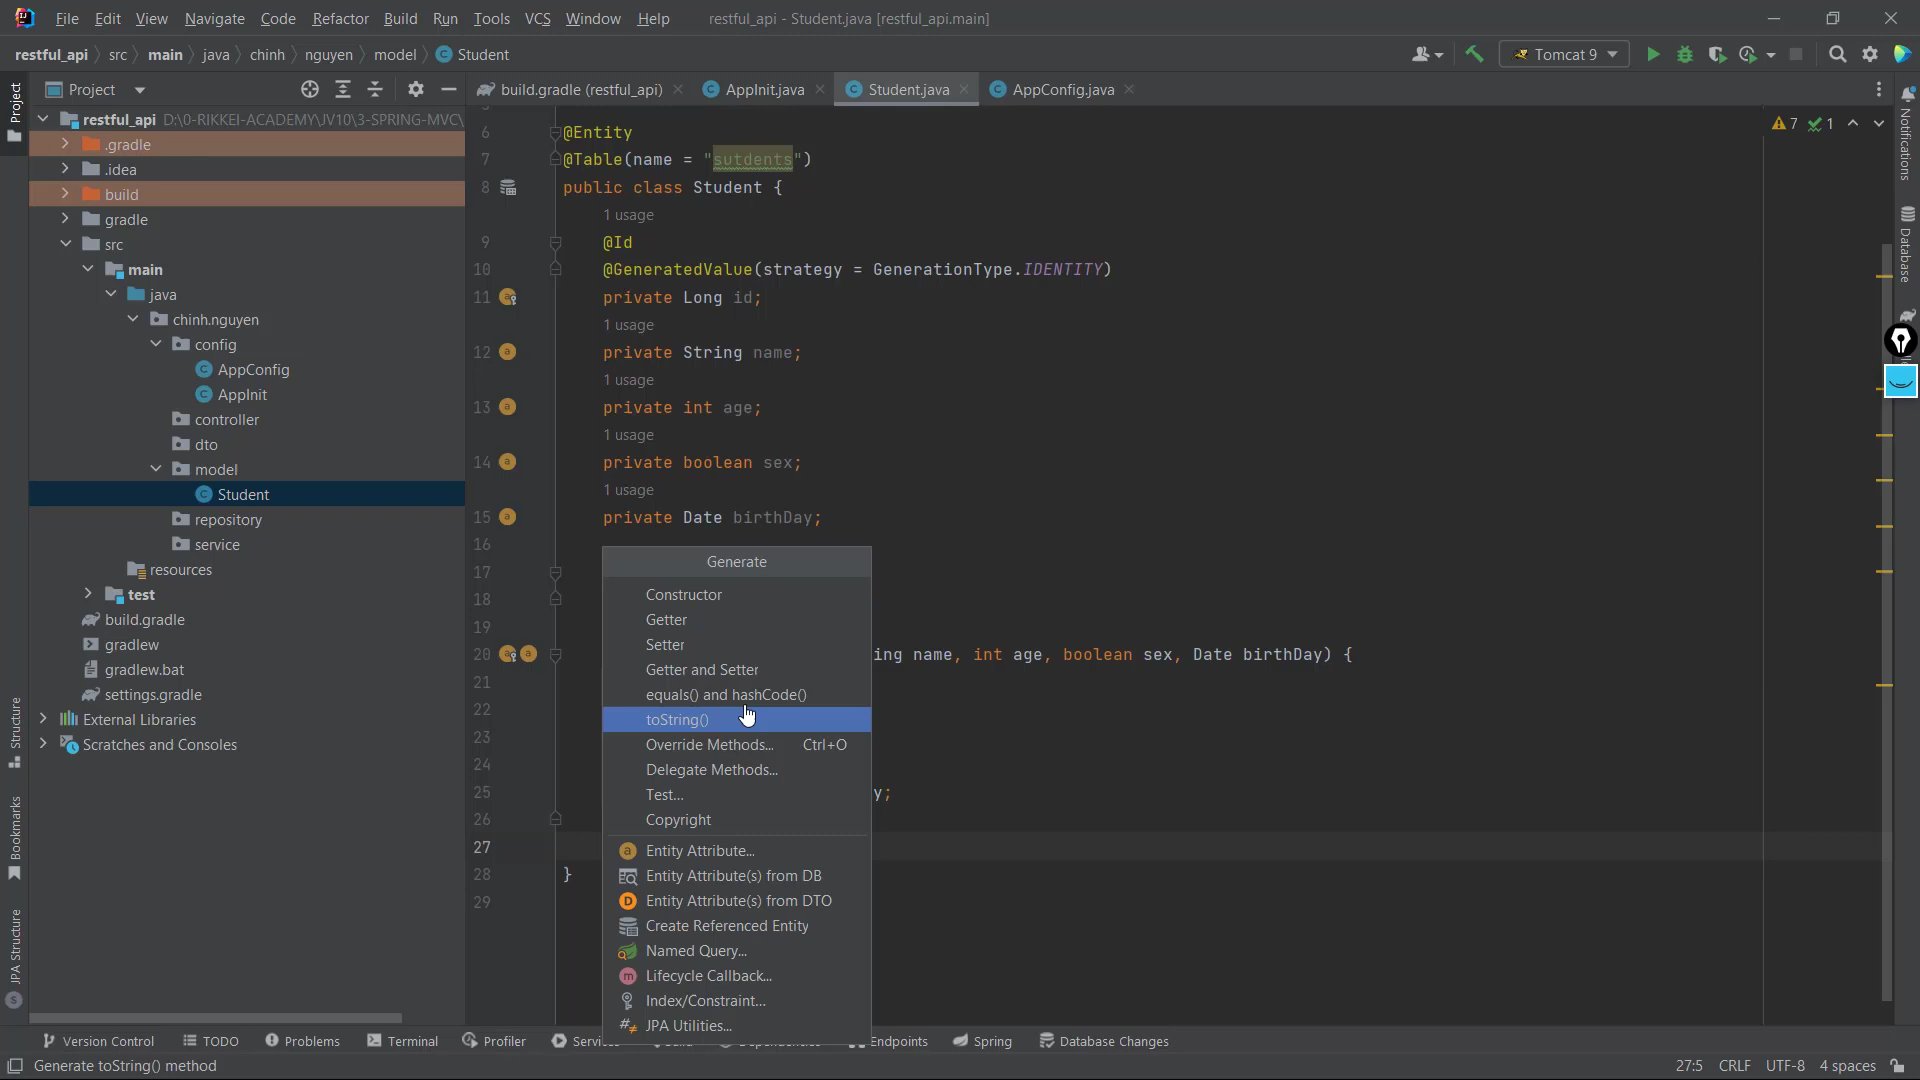 File Edit View Navigate Code Refactor Build Run Tools VCS Window Help restful_api - Student.java [restful_api.main]
restful_api src main java chinh nguyen model Student Tomcat 9
Project build.gradle (restful_api) AppInit.java Student.java AppConfig.java
restful_api D:\0-RIKKEI-ACADEMY\JV10\3-SPRING-MVC\
.gradle
.idea
build
gradle
src
main
java
chinh.nguyen
config
AppConfig
AppInit
controller
dto
model
Student
repository
service
resources
test
build.gradle
gradlew
gradlew.bat
settings.gradle
External Libraries
Scratches and Consoles
Project
Structure
Bookmarks
JPA Structure
6 @Entity
7 @Table(name = "sutdents")
8 public class Student {
1 usage
9 @Id
10 @GeneratedValue(strategy = GenerationType.IDENTITY)
11 private Long id;
1 usage
12 private String name;
1 usage
13 private int age;
1 usage
14 private boolean sex;
1 usage
15 private Date birthDay;
16
17
18
19
20 ing name, int age, boolean sex, Date birthDay) {
21
22
23
24
25 y;
26
27
28 }
29
7 1
Generate
Constructor
Getter
Setter
Getter and Setter
equals() and hashCode()
toString()
Override Methods... Ctrl+O
Delegate Methods...
Test...
Copyright
Entity Attribute...
Entity Attribute(s) from DB
Entity Attribute(s) from DTO
Create Referenced Entity
Named Query...
Lifecycle Callback...
Index/Constraint...
JPA Utilities...
Notifications
Database
Version Control TODO Problems Terminal Profiler Servic Endpoints Spring Database Changes
Generate toString() method 27:5 CRLF UTF-8 4 spaces